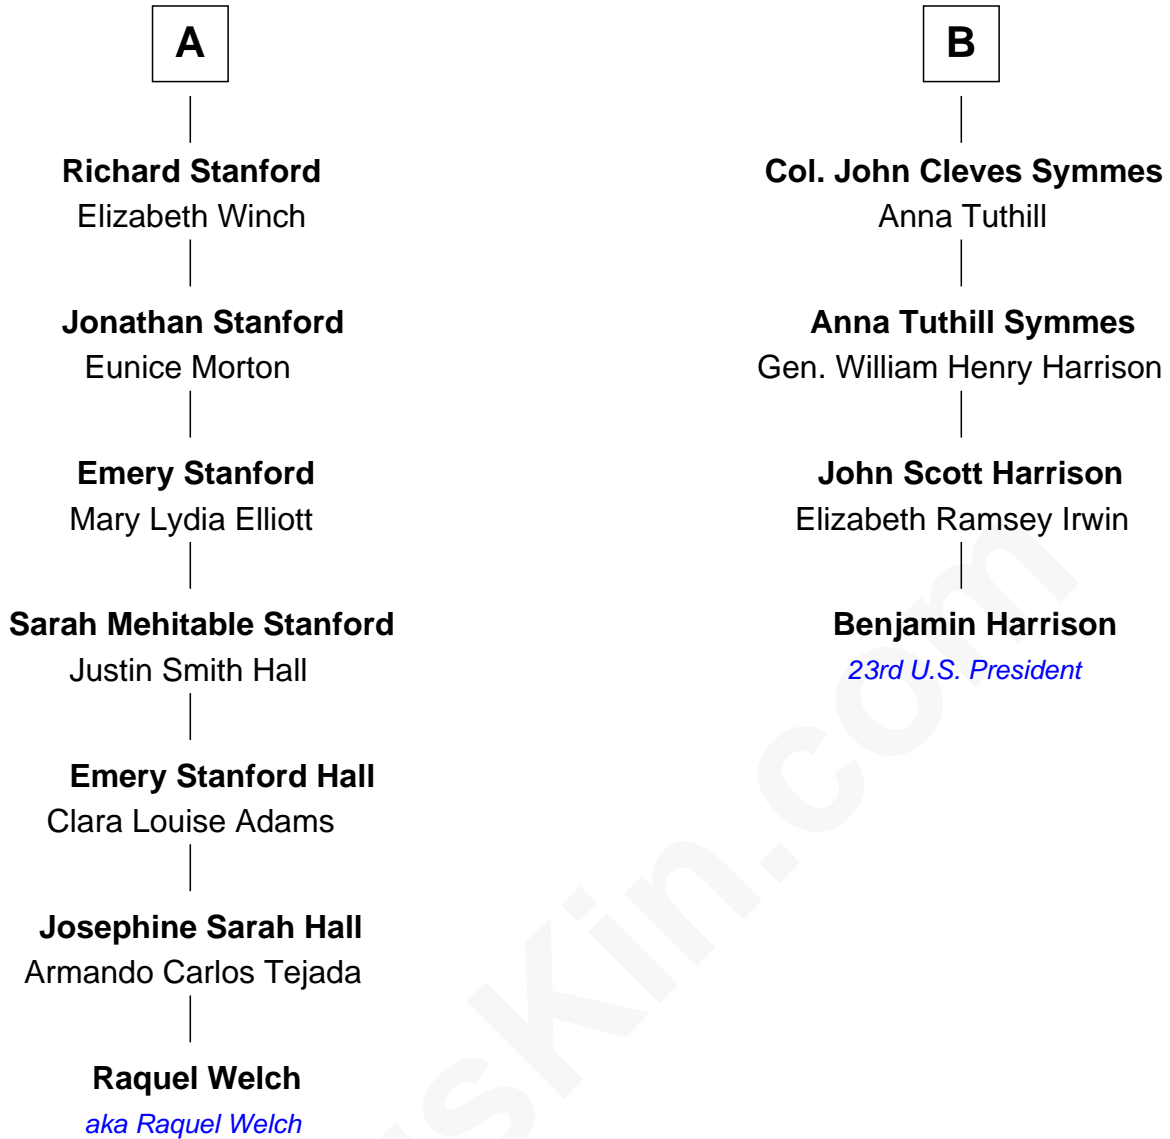 A
Richard Stanford
Elizabeth Winch
Jonathan Stanford
Eunice Morton
Emery Stanford
Mary Lydia Elliott
Sarah Mehitable Stanford
Justin Smith Hall
Emery Stanford Hall
Clara Louise Adams
Josephine Sarah Hall
Armando Carlos Tejada
Raquel Welch
aka Raquel Welch
B
Col. John Cleves Symmes
Anna Tuthill
Anna Tuthill Symmes
Gen. William Henry Harrison
John Scott Harrison
Elizabeth Ramsey Irwin
Benjamin Harrison
23rd U.S. President
sKin.com